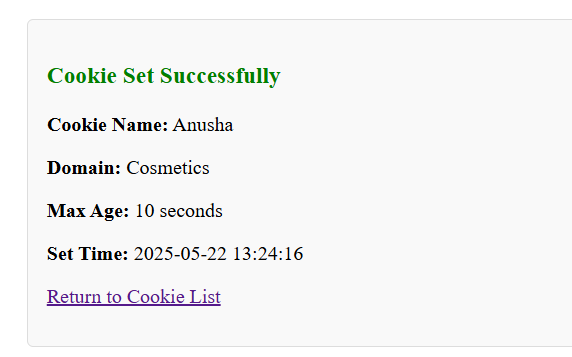 Cookie Set Successfully
Cookie Name: Anusha
Domain: Cosmetics
Max Age: 10 seconds
Set Time: 2025-05-22 13:24:16
Return to Cookie List